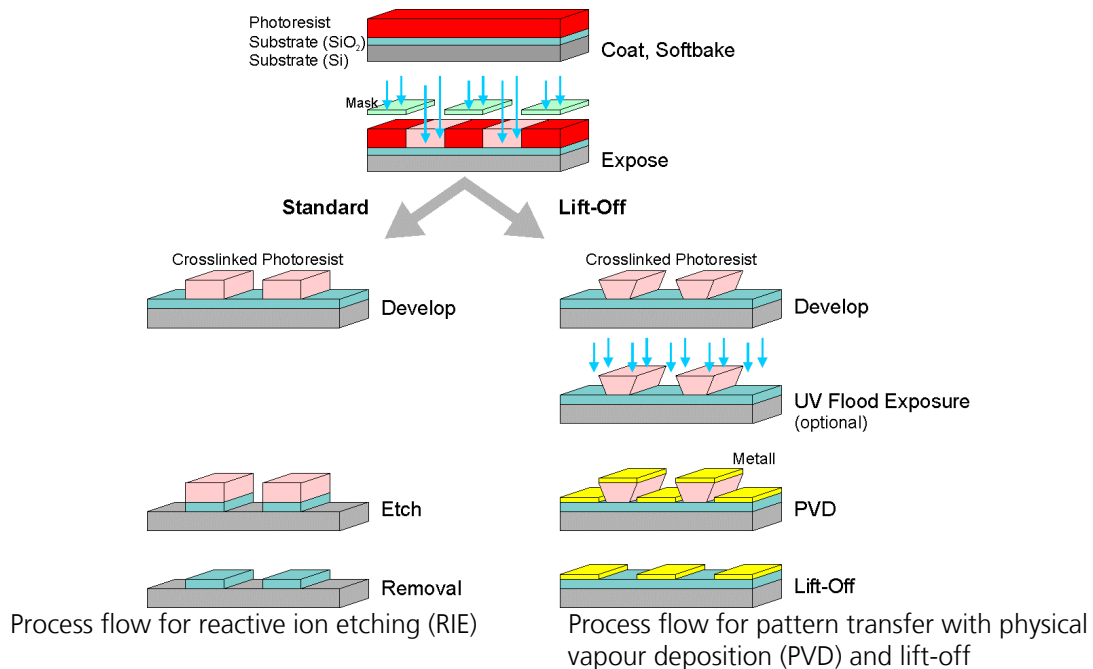 Photoresist
Substrate (SiO₂)
Substrate (Si)
Coat, Softbake
Mask
Expose
Standard
Lift-Off
Crosslinked Photoresist
Develop
Etch
Removal
Process flow for reactive ion etching (RIE)
Crosslinked Photoresist
Develop
UV Flood Exposure
(optional)
Metall
PVD
Lift-Off
Process flow for pattern transfer with physical
vapour deposition (PVD) and lift-off